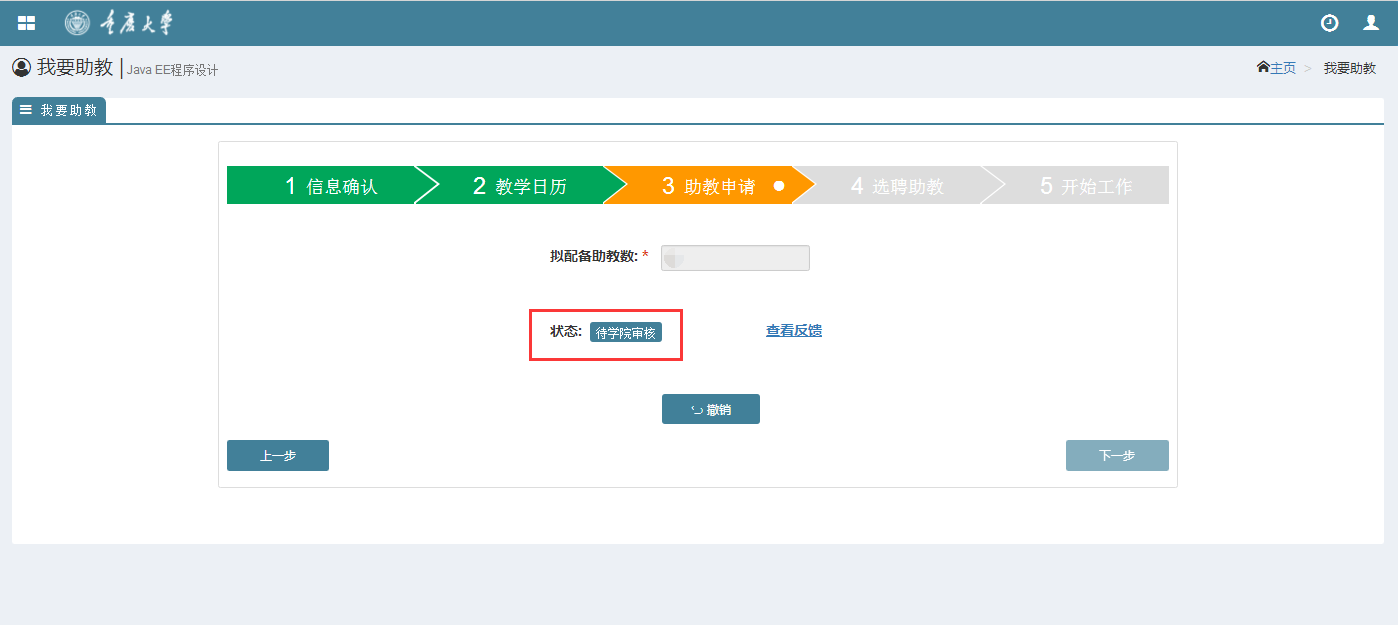 重庆大学
我要助教 | Java EE程序设计
主页 > 我要助教
我要助教
1 信息确认
2 教学日历
3 助教申请
4 选聘助教
5 开始工作
拟配备助教数: *
状态: 待学院审核
查看反馈
撤销
上一步
下一步